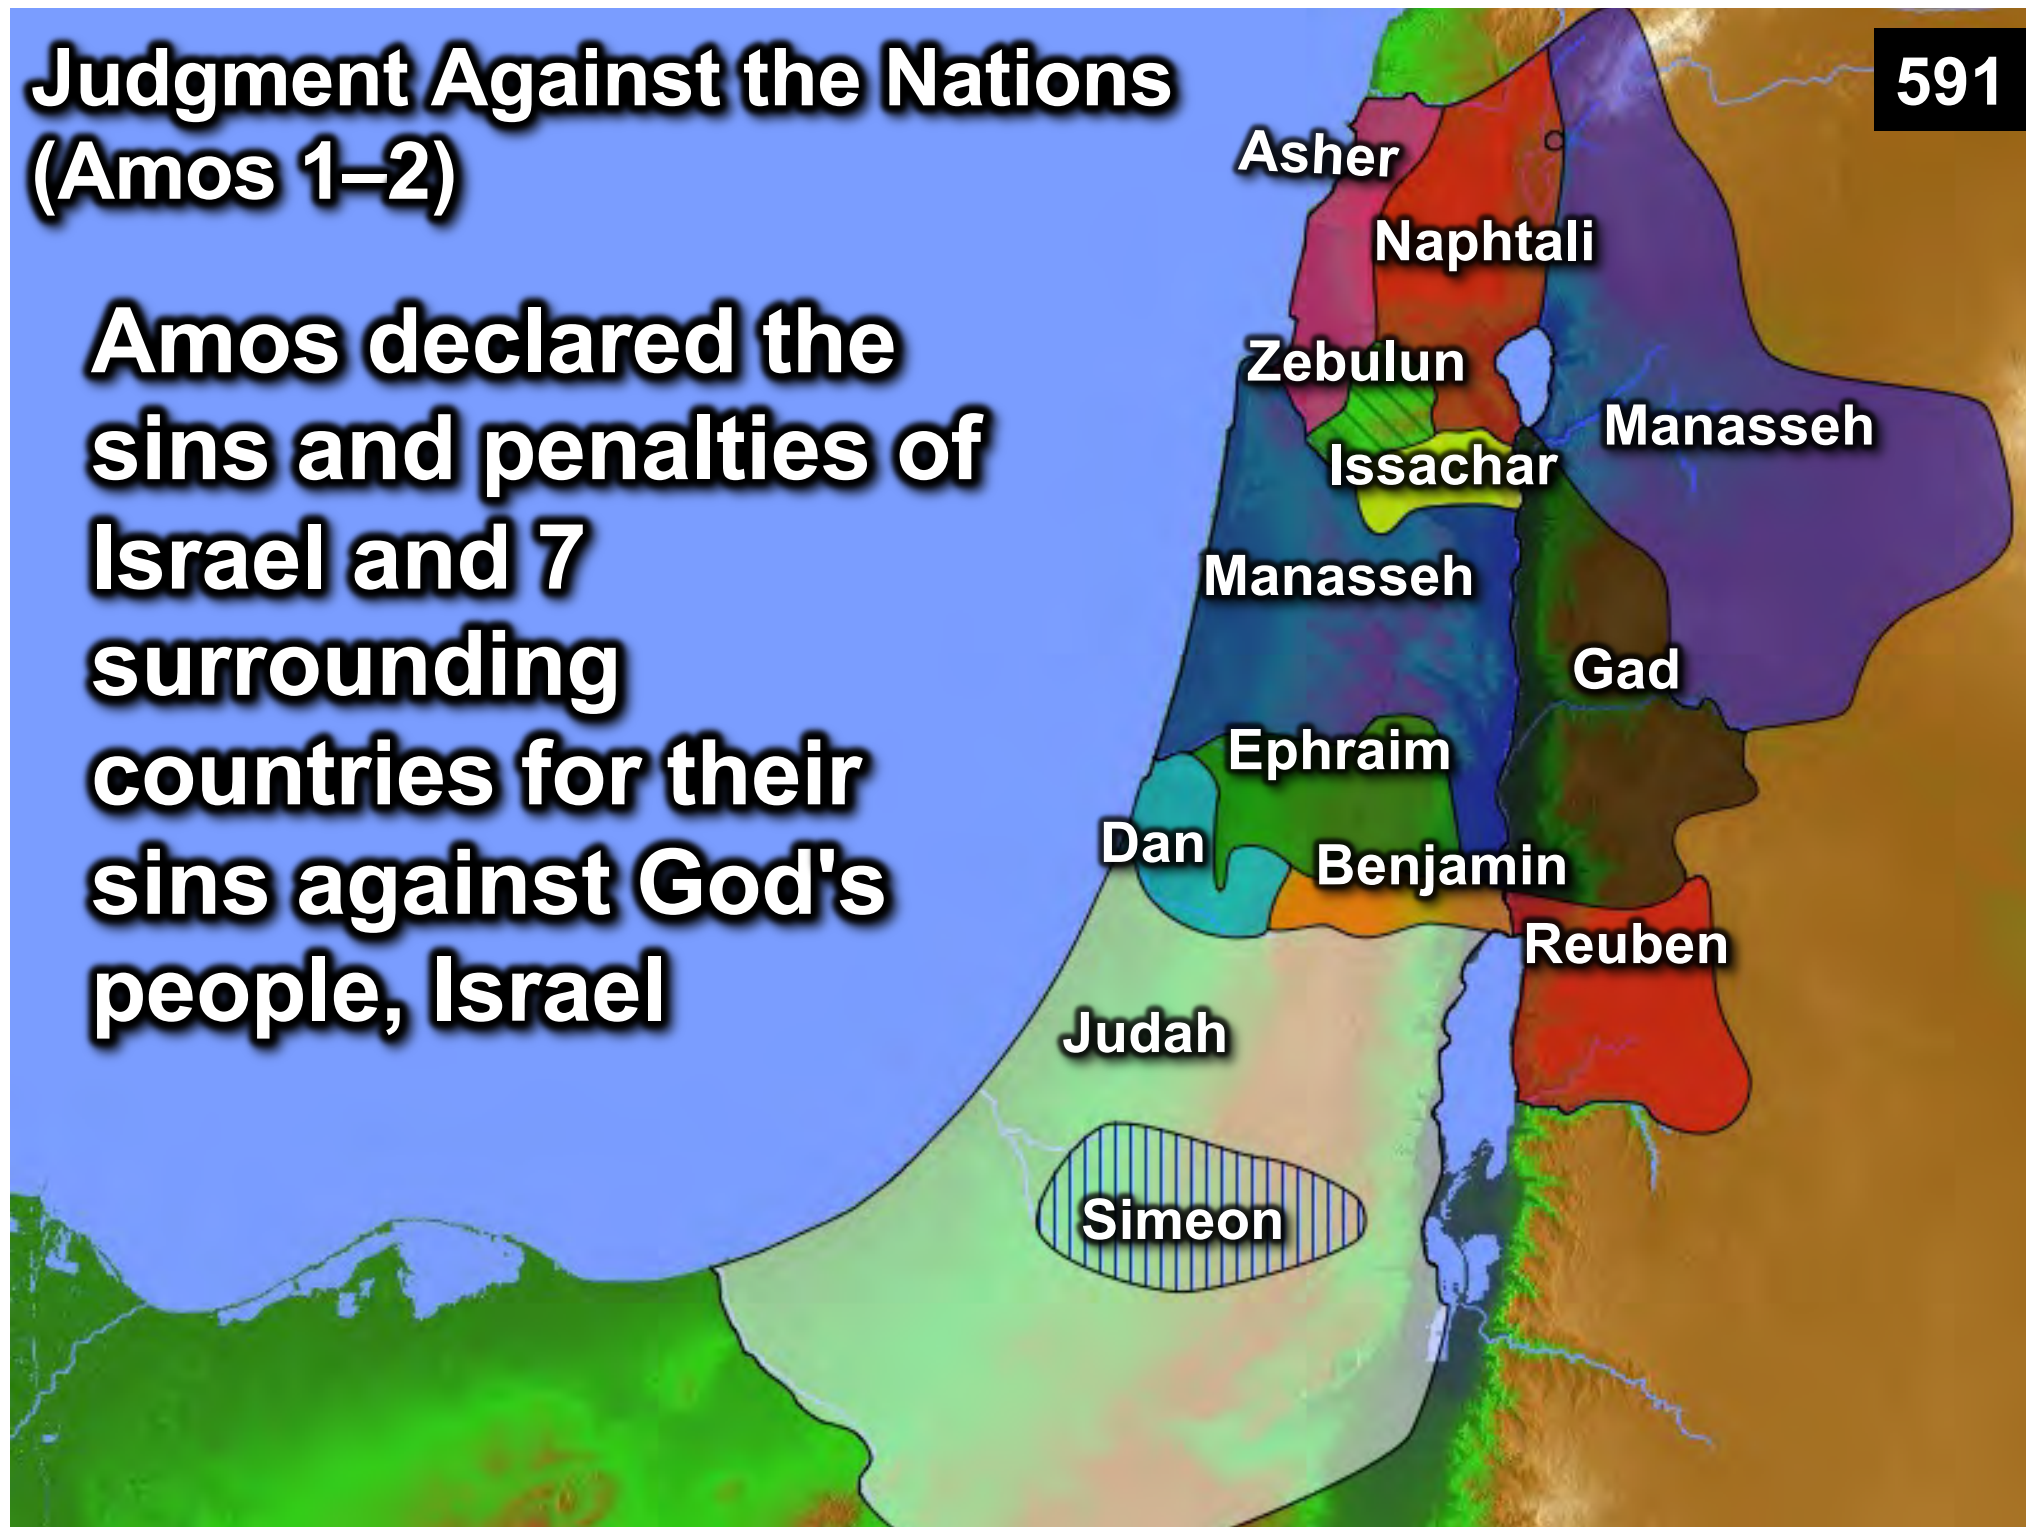 Judgment Against the Nations
(Amos 1–2)
591
Amos declared the
sins and penalties of
Israel and 7
surrounding
countries for their
sins against God's
people, Israel
Asher
Naphtali
Zebulun
Manasseh
Issachar
Manasseh
Gad
Ephraim
Dan
Benjamin
Reuben
Judah
Simeon